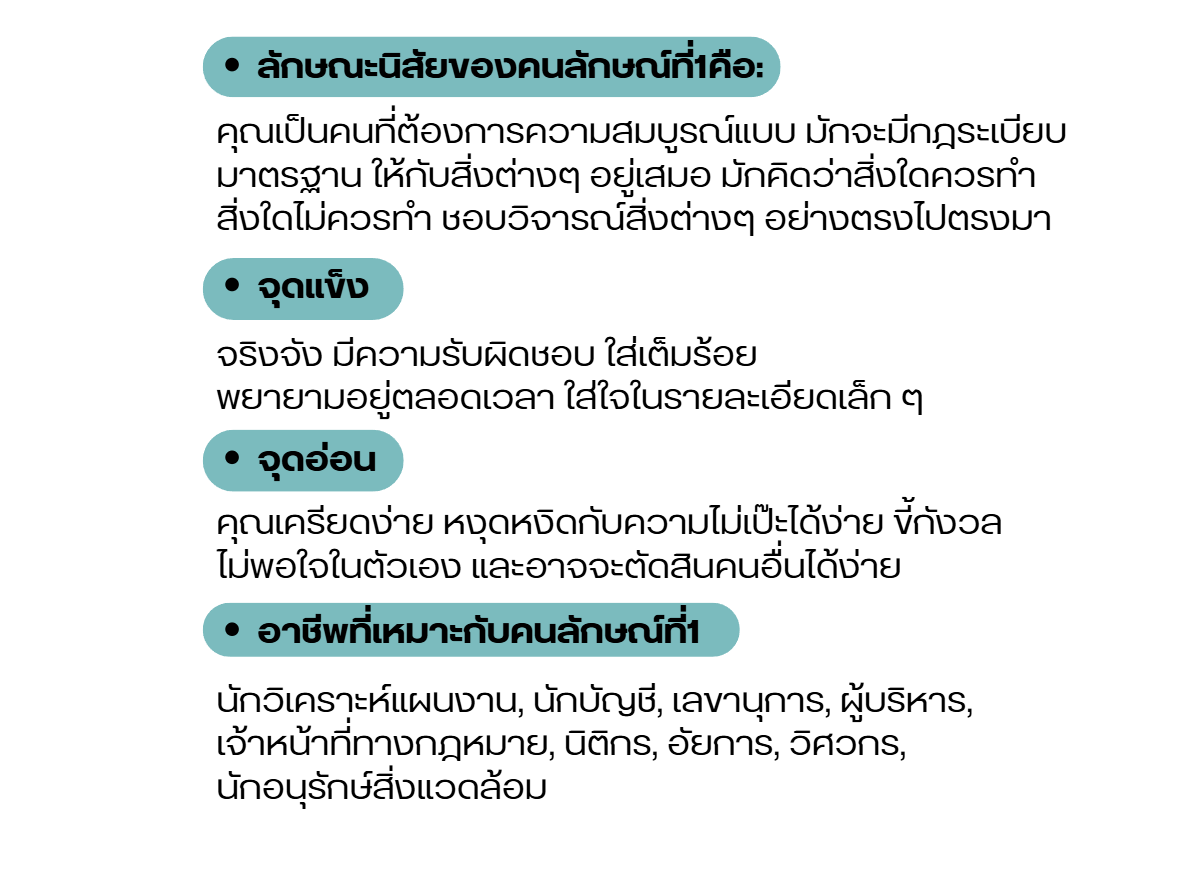 • ลักษณะนิสัยของคนลักษณ์ที่1คือ:
คุณเป็นคนที่ต้องการความสมบูรณ์แบบ มักจะมีกฎระเบียบ
มาตรฐาน ให้กับสิ่งต่างๆ อยู่เสมอ มักคิดว่าสิ่งใดควรทำ
สิ่งใดไม่ควรทำ ชอบวิจารณ์สิ่งต่างๆ อย่างตรงไปตรงมา
• จุดแข็ง
จริงจัง มีความรับผิดชอบ ใส่เต็มร้อย
พยายามอยู่ตลอดเวลา ใส่ใจในรายละเอียดเล็ก ๆ
• จุดอ่อน
คุณเครียดง่าย หงุดหงิดกับความไม่เป๊ะได้ง่าย ขี้กังวล
ไม่พอใจในตัวเอง และอาจจะตัดสินคนอื่นได้ง่าย
• อาชีพที่เหมาะกับคนลักษณ์ที่1
นักวิเคราะห์แผนงาน, นักบัญชี, เลขานุการ, ผู้บริหาร,
เจ้าหน้าที่ทางกฎหมาย, นิติกร, อัยการ, วิศวกร,
นักอนุรักษ์สิ่งแวดล้อม